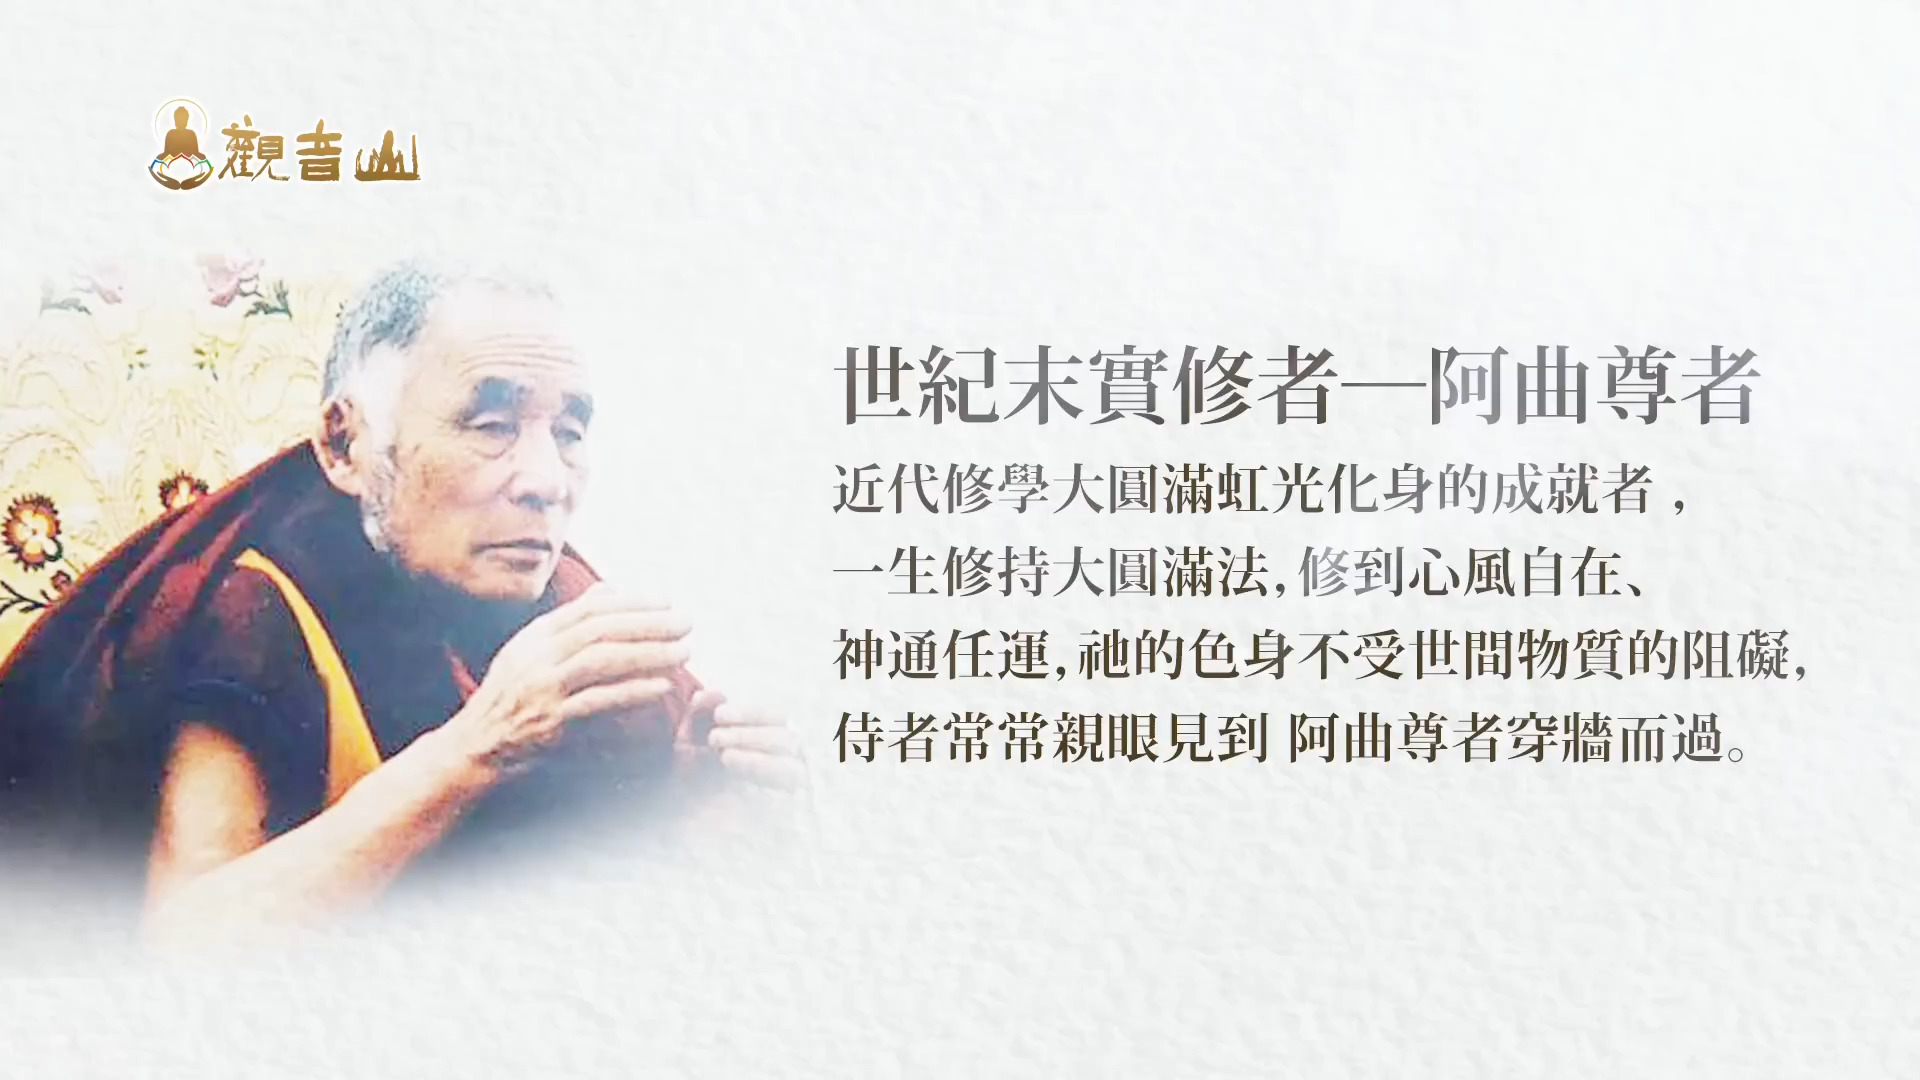 觀音山
世紀末實修者—阿曲尊者
近代修學大圓滿虹光化身的成就者，
一生修持大圓滿法，修到心風自在、
神通任運，祂的色身不受世間物質的阻礙，
侍者常常親眼見到 阿曲尊者穿牆而過。